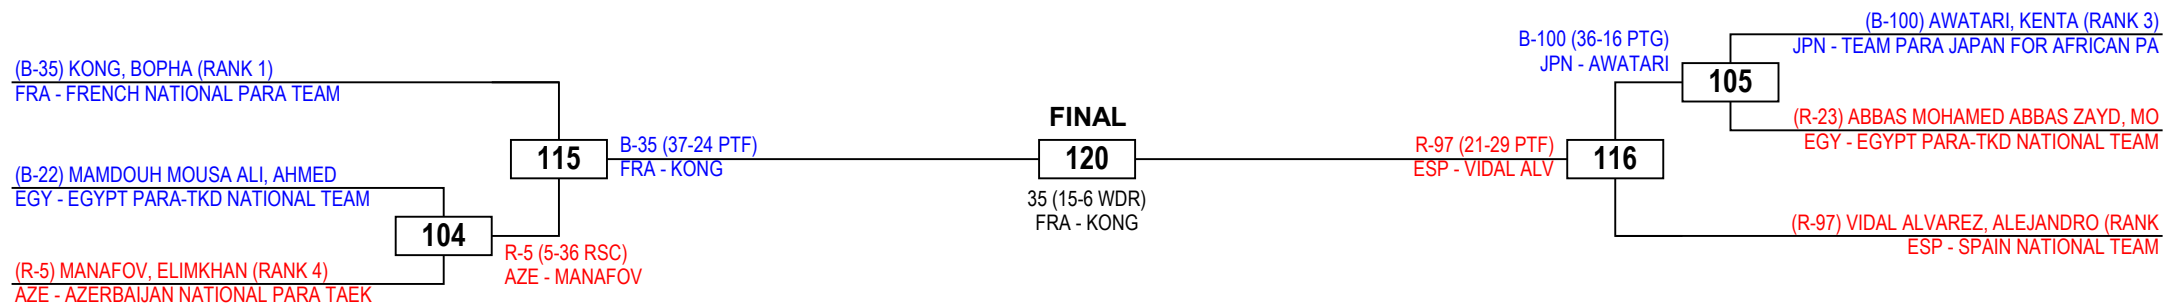 (B-35) KONG, BOPHA (RANK 1)
FRA - FRENCH NATIONAL PARA TEAM
(B-22) MAMDOUH MOUSA ALI, AHMED
EGY - EGYPT PARA-TKD NATIONAL TEAM
(R-5) MANAFOV, ELIMKHAN (RANK 4)
AZE - AZERBAIJAN NATIONAL PARA TAEK
104
R-5 (5-36 RSC)
AZE - MANAFOV
115
B-35 (37-24 PTF)
FRA - KONG
FINAL
120
35 (15-6 WDR)
FRA - KONG
R-97 (21-29 PTF)
ESP - VIDAL ALV
116
B-100 (36-16 PTG)
JPN - AWATARI
105
(B-100) AWATARI, KENTA (RANK 3)
JPN - TEAM PARA JAPAN FOR AFRICAN PA
(R-23) ABBAS MOHAMED ABBAS ZAYD, MO
EGY - EGYPT PARA-TKD NATIONAL TEAM
(R-97) VIDAL ALVAREZ, ALEJANDRO (RANK
ESP - SPAIN NATIONAL TEAM